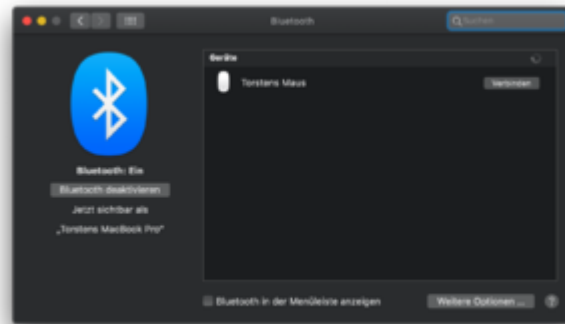 Bluetooth
Suchen
Geräte
Torstens Maus
Verbinden
Bluetooth: Ein
Bluetooth deaktivieren
Jetzt sichtbar als
„Torstens MacBook Pro“
Bluetooth in der Menüleiste anzeigen
Weitere Optionen ...
?